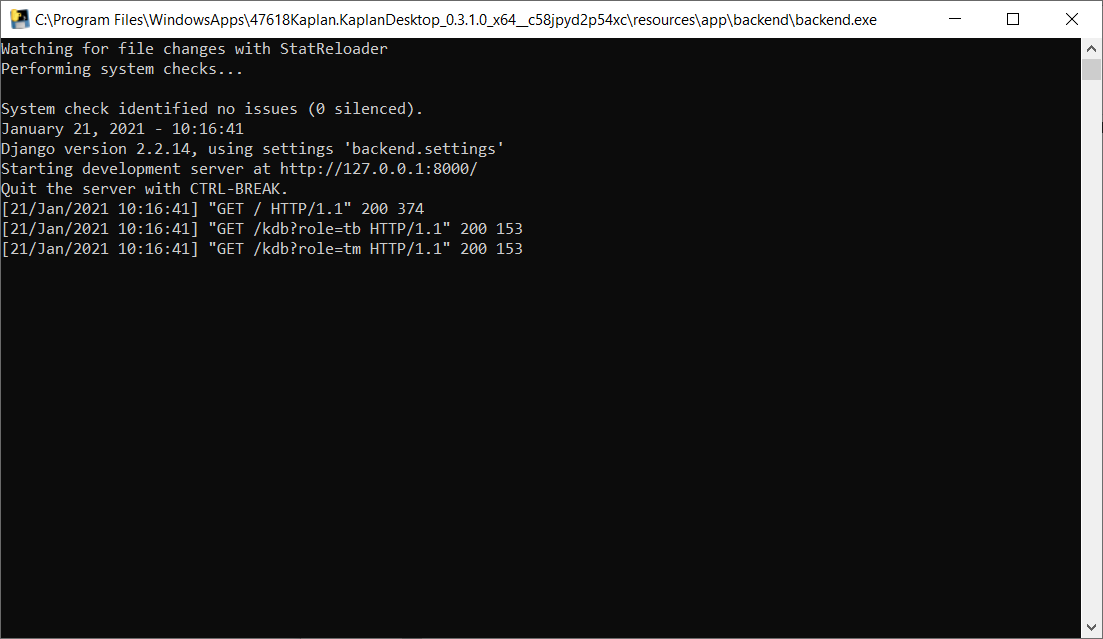 C:\Program Files\WindowsApps\47618Kaplan.KaplanDesktop_0.3.1.0_x64__c58jpyd2p54xc\resources\app\backend\backend.exe
Watching for file changes with StatReloader
Performing system checks...
System check identified no issues (0 silenced).
January 21, 2021 - 10:16:41
Django version 2.2.14, using settings 'backend.settings'
Starting development server at http://127.0.0.1:8000/
Quit the server with CTRL-BREAK.
[21/Jan/2021 10:16:41] "GET / HTTP/1.1" 200 374
[21/Jan/2021 10:16:41] "GET /kdb?role=tb HTTP/1.1" 200 153
[21/Jan/2021 10:16:41] "GET /kdb?role=tm HTTP/1.1" 200 153